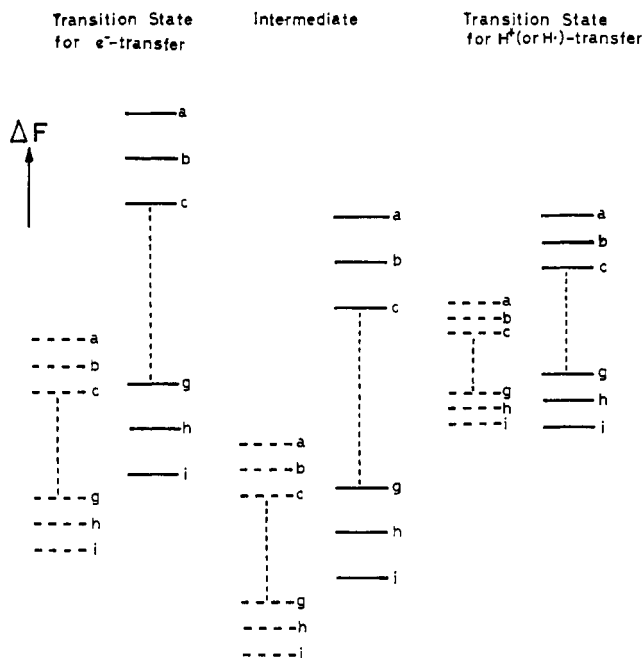 Transition State
for e⁻-transfer
Intermediate
Transition State
for H⁺(or H·)-transfer
ΔF
a
b
c
g
h
i
a
b
c
g
h
i
a
b
c
g
h
i
a
b
c
g
h
i
a
b
c
g
h
i
a
b
c
g
h
i